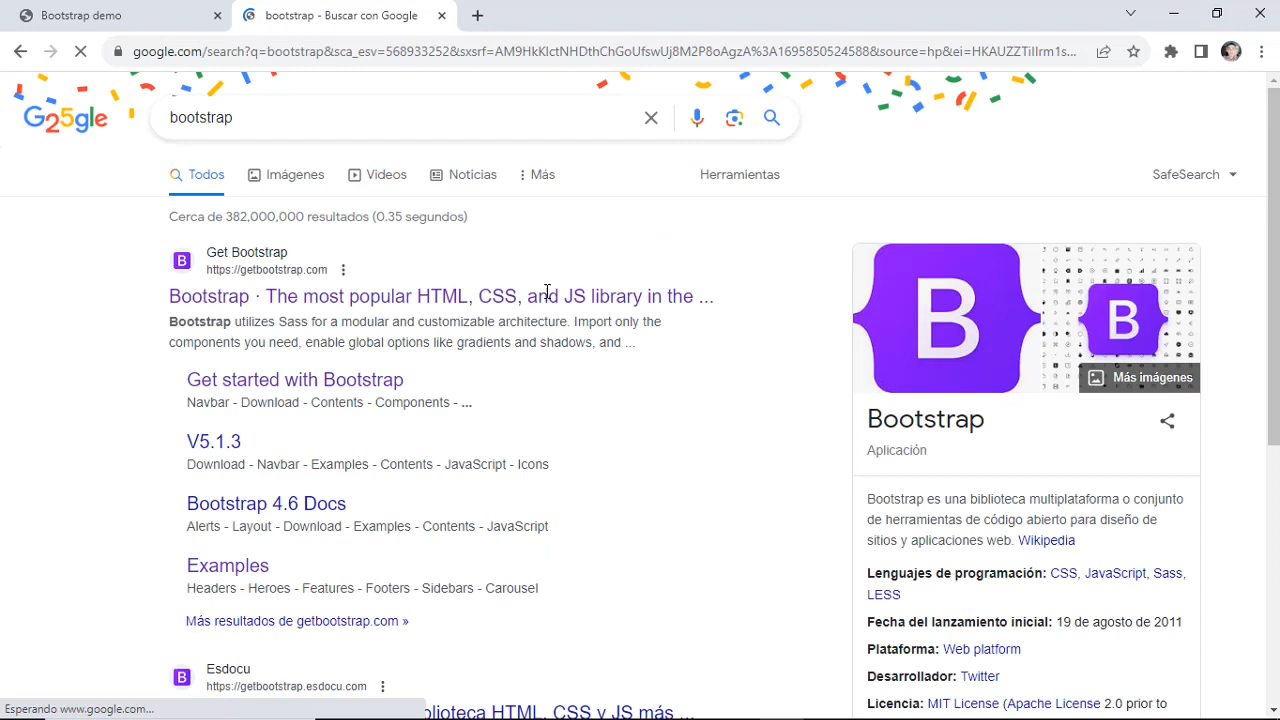 Bootstrap demo
bootstrap - Buscar con Google
google.com/search?q=bootstrap&sca_esv=568933252&sxsrf=AM9HkKlctNHDthChGoUfswUj8M2P8oAgzA%3A1695850524588&source=hp&ei=HKAUZZTiIIrm1s...
G25gle
bootstrap
Todos
Imágenes
Videos
Noticias
Más
Herramientas
SafeSearch
Cerca de 382,000,000 resultados (0.35 segundos)
Get Bootstrap
https://getbootstrap.com
Bootstrap · The most popular HTML, CSS, and JS library in the ...
Bootstrap utilizes Sass for a modular and customizable architecture. Import only the
components you need, enable global options like gradients and shadows, and ...
Get started with Bootstrap
Navbar - Download - Contents - Components - ...
V5.1.3
Download - Navbar - Examples - Contents - JavaScript - Icons
Bootstrap 4.6 Docs
Alerts - Layout - Download - Examples - Contents - JavaScript
Examples
Headers - Heroes - Features - Footers - Sidebars - Carousel
Más resultados de getbootstrap.com »
Esdocu
https://getbootstrap.esdocu.com
blioteca HTML, CSS y JS más ...
Esperando www.google.com...
B
B
Más imágenes
Bootstrap
Aplicación
Bootstrap es una biblioteca multiplataforma o conjunto
de herramientas de código abierto para diseño de
sitios y aplicaciones web. Wikipedia
Lenguajes de programación: CSS, JavaScript, Sass,
LESS
Fecha del lanzamiento inicial: 19 de agosto de 2011
Plataforma: Web platform
Desarrollador: Twitter
Licencia: MIT License (Apache License 2.0 prior to